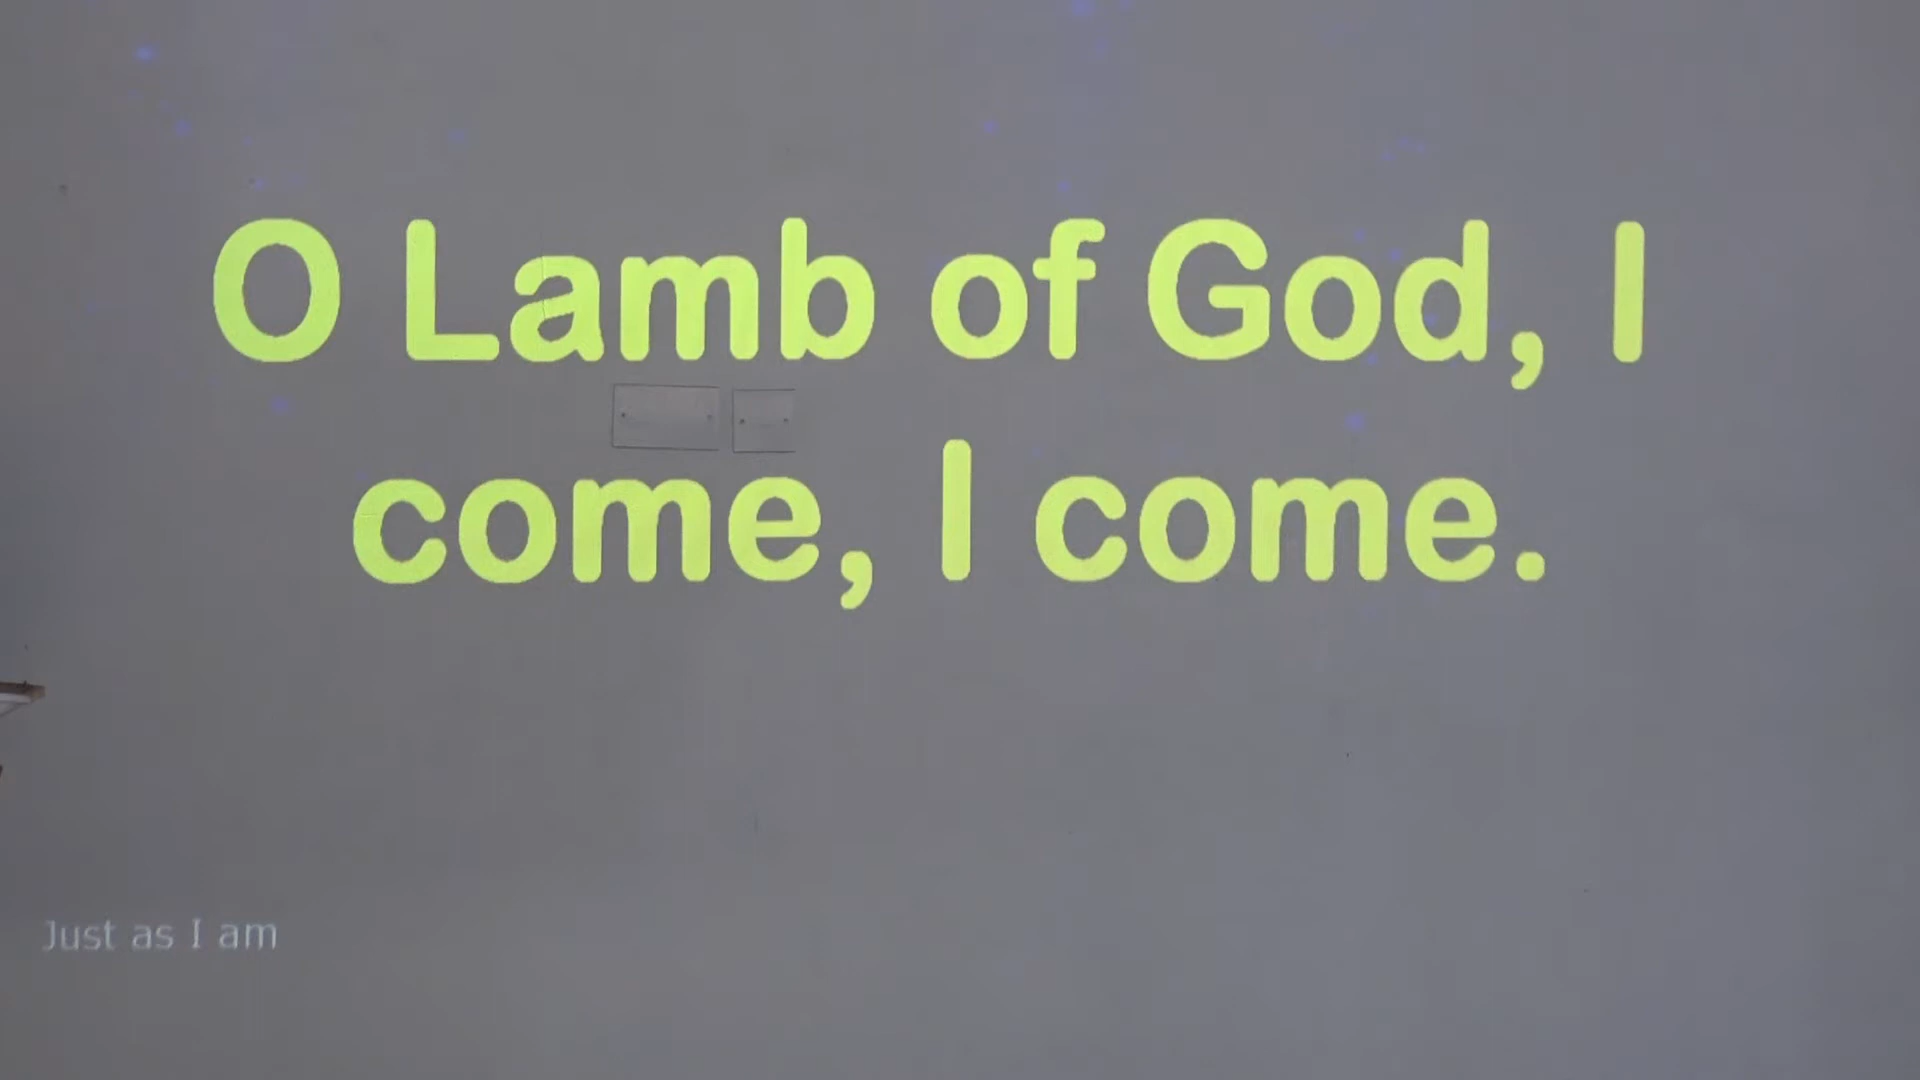 O Lamb of God, I
come, I come.
Just as I am